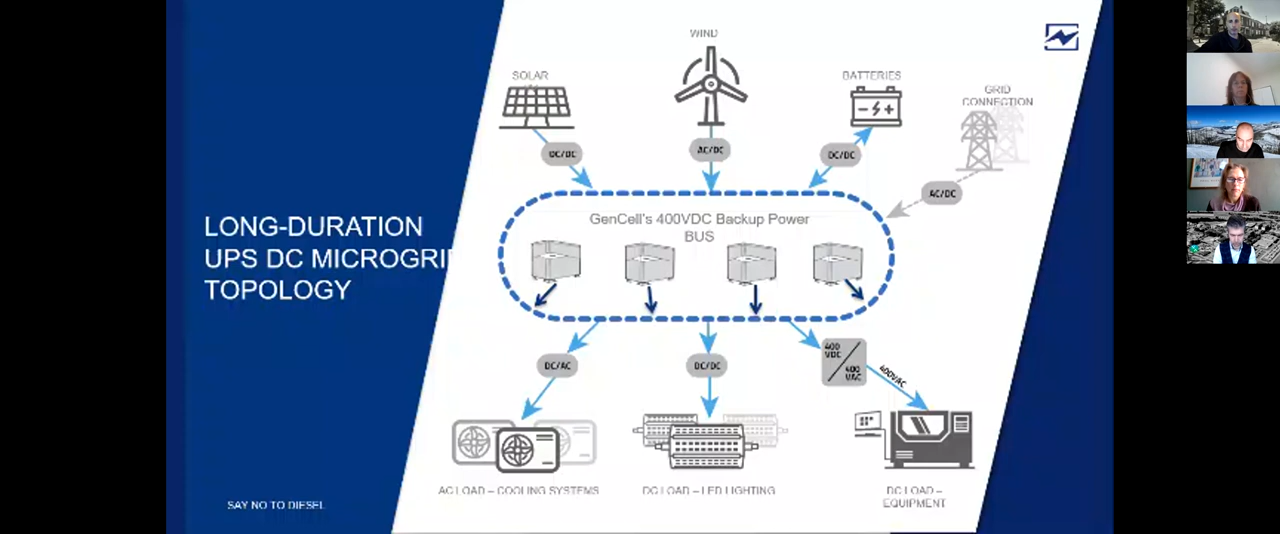 WIND
SOLAR
BATTERIES
GRID
CONNECTION
DC/DC
AC/DC
DC/DC
AC/DC
LONG-DURATION
UPS DC MICROGRI
TOPOLOGY
GenCell's 400VDC Backup Power
BUS
DC/AC
DC/DC
400
VDC
400
VAC
400VAC
AC LOAD – COOLING SYSTEMS
DC LOAD – LED LIGHTING
DC LOAD –
EQUIPMENT
SAY NO TO DIESEL